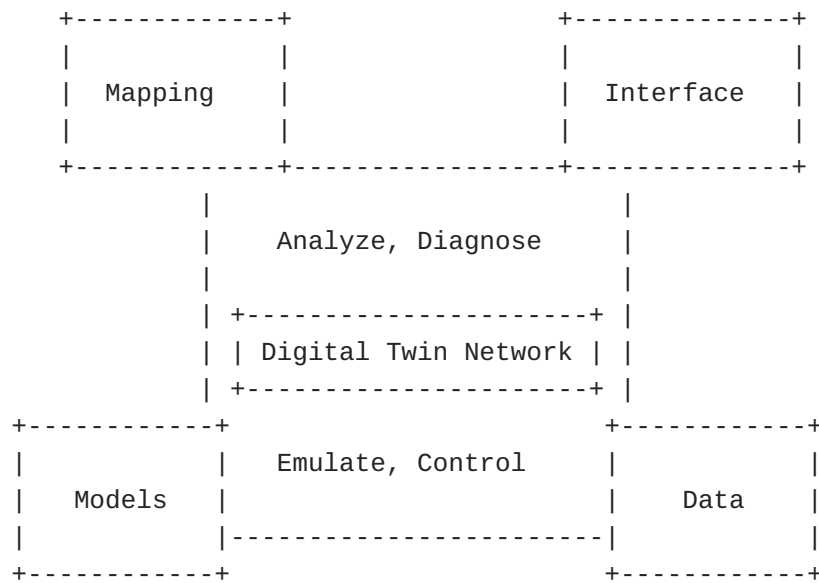 Mapping Interface
Analyze, Diagnose
Digital Twin Network
Emulate, Control
Models Data